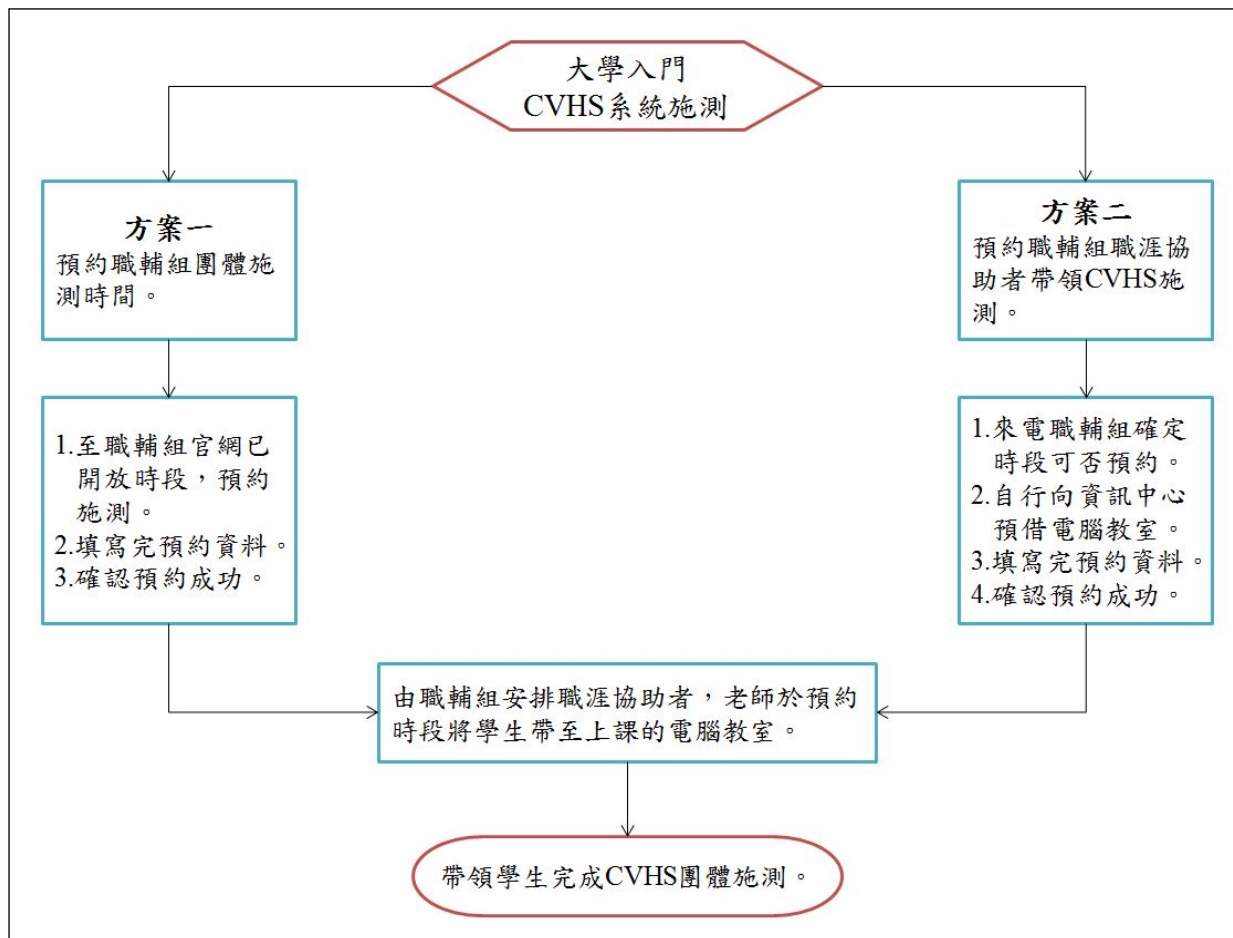 大學入門
CVHS系統施測
方案一
預約職輔組團體施
測時間。
方案二
預約職輔組職涯協
助者帶領CVHS施
測。
1.至職輔組官網已
開放時段，預約
施測。
2.填寫完預約資料。
3.確認預約成功。
1.來電職輔組確定
時段可否預約。
2.自行向資訊中心
預借電腦教室。
3.填寫完預約資料。
4.確認預約成功。
由職輔組安排職涯協助者，老師於預約
時段將學生帶至上課的電腦教室。
帶領學生完成CVHS團體施測。